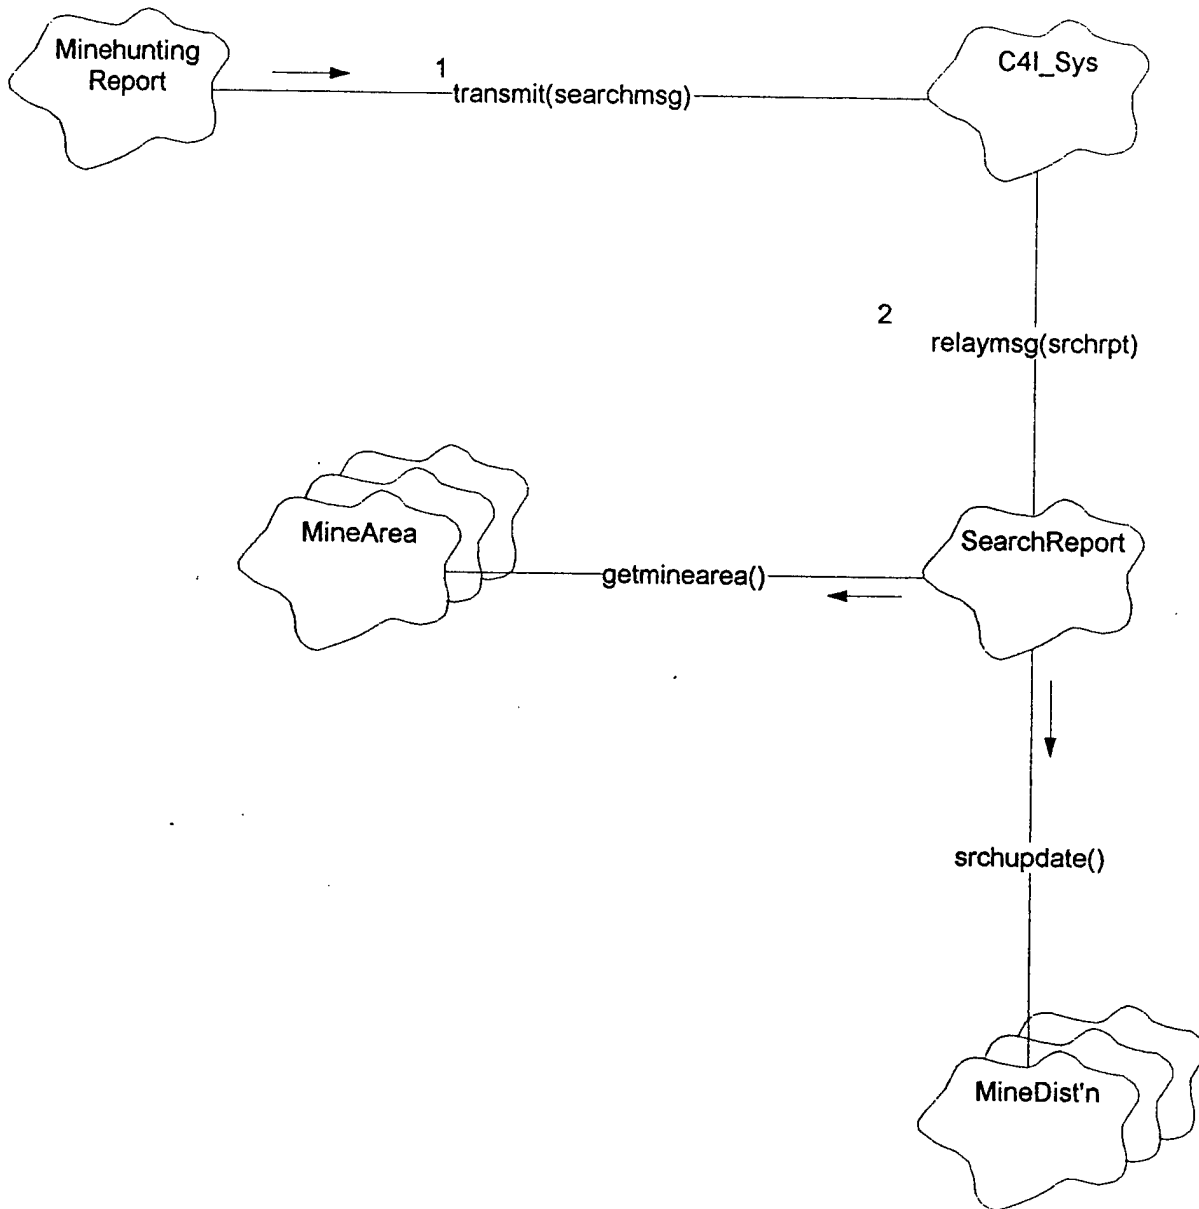 Minehunting
Report
1
transmit(searchmsg)
C4I_Sys
2
relaymsg(srchrpt)
MineArea
getminearea()
SearchReport
srchupdate()
MineDist'n